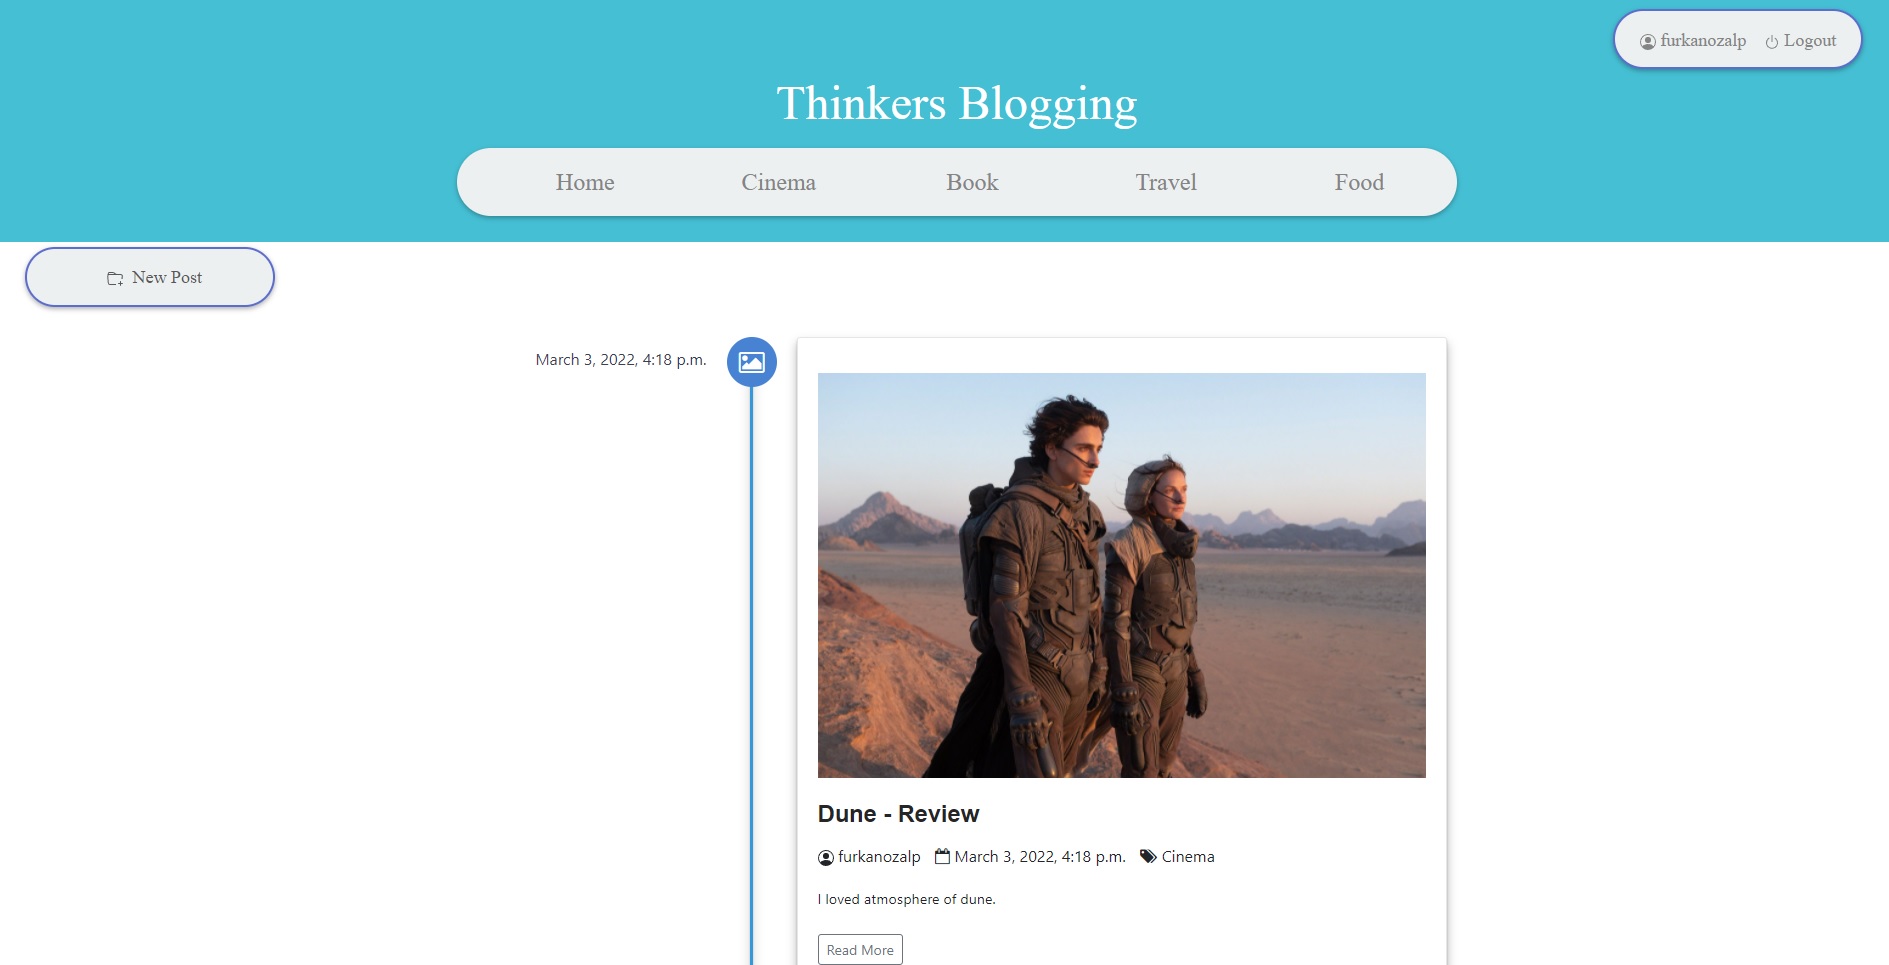 furkanozalp Logout
Thinkers Blogging
Home Cinema Book Travel Food
New Post
March 3, 2022, 4:18 p.m.
Dune - Review
furkanozalp March 3, 2022, 4:18 p.m. Cinema
I loved atmosphere of dune.
Read More